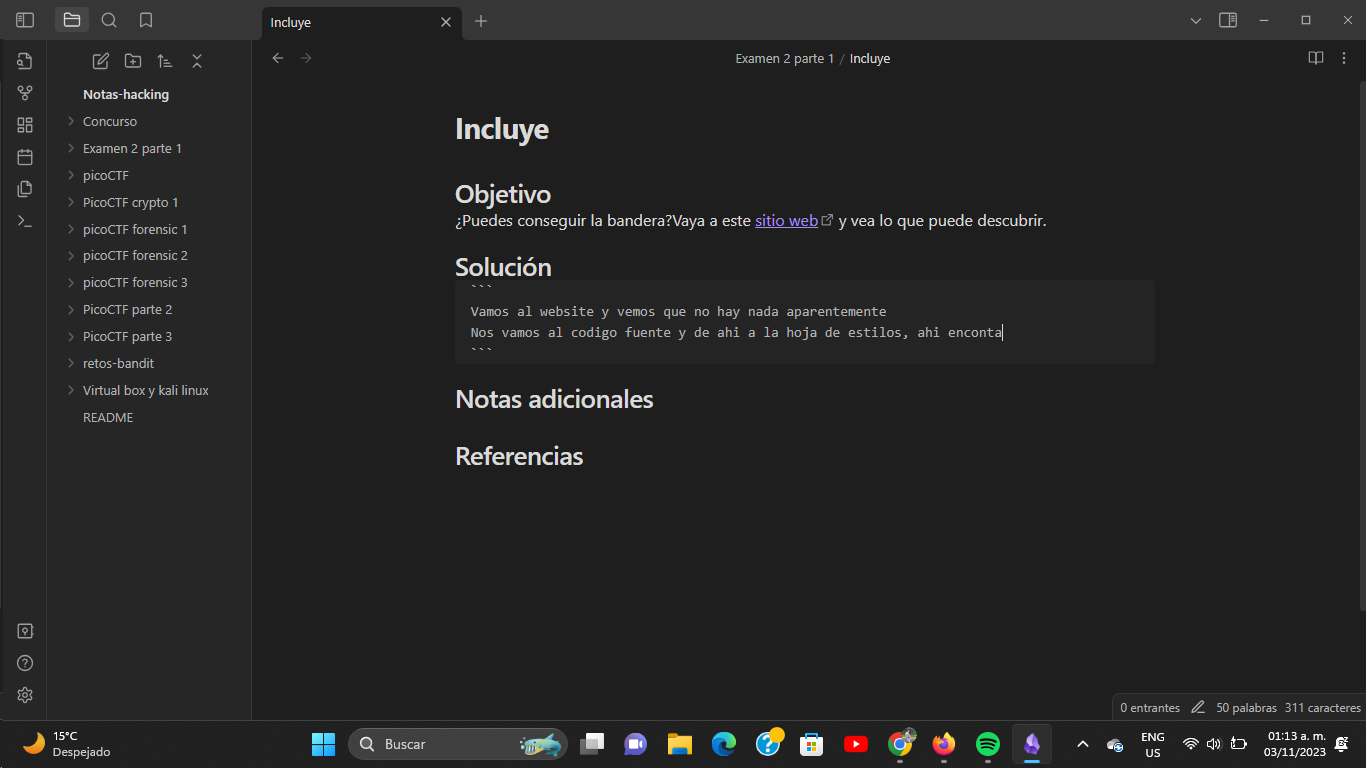 Incluye
Examen 2 parte 1 / Incluye
Notas-hacking
Concurso
Examen 2 parte 1
picoCTF
PicoCTF crypto 1
picoCTF forensic 1
picoCTF forensic 2
picoCTF forensic 3
PicoCTF parte 2
PicoCTF parte 3
retos-bandit
Virtual box y kali linux
README
Incluye
Objetivo
¿Puedes conseguir la bandera?Vaya a este sitio web y vea lo que puede descubrir.
Solución
```
Vamos al website y vemos que no hay nada aparentemente
Nos vamos al codigo fuente y de ahi a la hoja de estilos, ahi enconta
```
Notas adicionales
Referencias
0 entrantes 50 palabras 311 caracteres
15°C
Despejado
Buscar
ENG
US
01:13 a. m.
03/11/2023